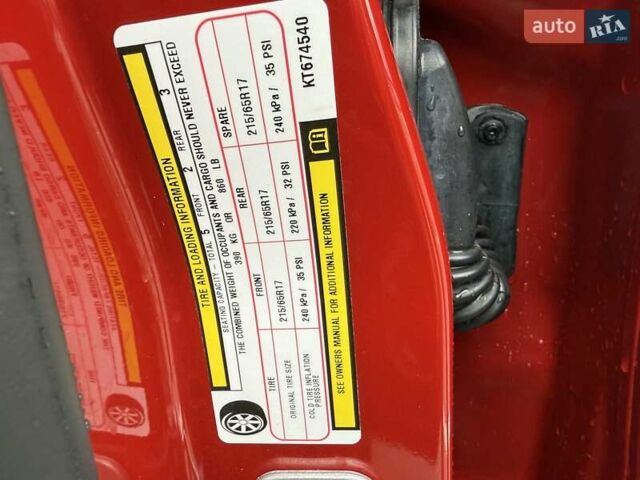 TIRE AND LOADING INFORMATION
SEATING CAPACITY - TOTAL 5 FRONT 2 REAR 3
THE COMBINED WEIGHT OF OCCUPANTS AND CARGO SHOULD NEVER EXCEED
390 KG OR 860 LB
TIRE FRONT REAR SPARE
ORIGINAL TIRE SIZE 215/65R17 215/65R17 215/65R17
COLD TIRE INFLATION PRESSURE 240 kPa / 35 PSI 220 kPa / 32 PSI 240 kPa / 35 PSI
SEE OWNERS MANUAL FOR ADDITIONAL INFORMATION
KT674540
auto RIA .com